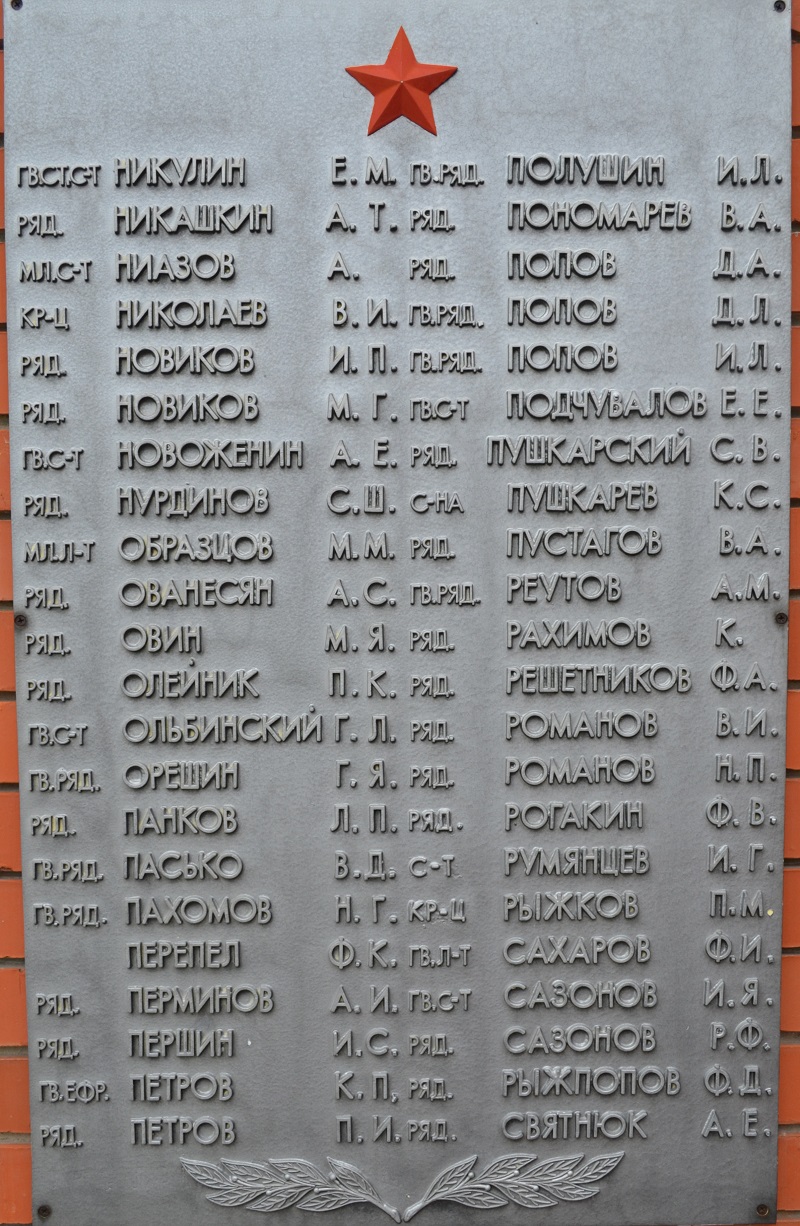 ГВ.СТ.С-Т НИКУЛИН Е. М. ГВ.РЯД. ПОЛУШИН И.Л.
РЯД. НИКАШКИН А. Т. РЯД. ПОНОМАРЕВ В.А.
МЛ.С-Т НИАЗОВ А. РЯД. ПОПОВ Д.А.
КР-Ц НИКОЛАЕВ В. И. ГВ.РЯД. ПОПОВ Д.Л.
РЯД. НОВИКОВ И. П. ГВ.РЯД. ПОПОВ И.Л.
РЯД. НОВИКОВ М. Г. ГВ.С-Т ПОДЧУВАЛОВ Е. Е.
ГВ.С-Т НОВОЖЕНИН А. Е. РЯД. ПУШКАРСКИЙ С. В.
РЯД. НУРДИНОВ С.Ш. С-НА ПУШКАРЕВ К.С.
МЛ.Л-Т ОБРАЗЦОВ М.М. РЯД. ПУСТАГОВ В.А.
РЯД. ОВАНЕСЯН А.С. ГВ.РЯД. РЕУТОВ А.М.
РЯД. ОВИН М. Я. РЯД. РАХИМОВ К.
РЯД. ОЛЕЙНИК П. К. РЯД. РЕШЕТНИКОВ Ф.А.
ГВ.С-Т ОЛЬБИНСКИЙ Г. Л. РЯД. РОМАНОВ В.И.
ГВ.РЯД. ОРЕШИН Г. Я. РЯД. РОМАНОВ Н.П.
РЯД. ПАНКОВ Л. П. РЯД. РОГАКИН Ф. В.
ГВ.РЯД. ПАСЬКО В.Д. С-Т РУМЯНЦЕВ И. Г.
ГВ.РЯД. ПАХОМОВ Н. Г. КР-Ц РЫЖКОВ П.М.
ПЕРЕПЕЛ Ф.К. ГВ.Л-Т САХАРОВ Ф.И.
РЯД. ПЕРМИНОВ А. И. ГВ.С-Т САЗОНОВ И.Я.
РЯД. ПЕРШИН И.С. РЯД. САЗОНОВ Р.Ф.
ГВ.ЕФР. ПЕТРОВ К. П. РЯД. РЫЖПОПОВ Ф.Д.
РЯД. ПЕТРОВ П. И. РЯД. СВЯТНЮК А. Е.